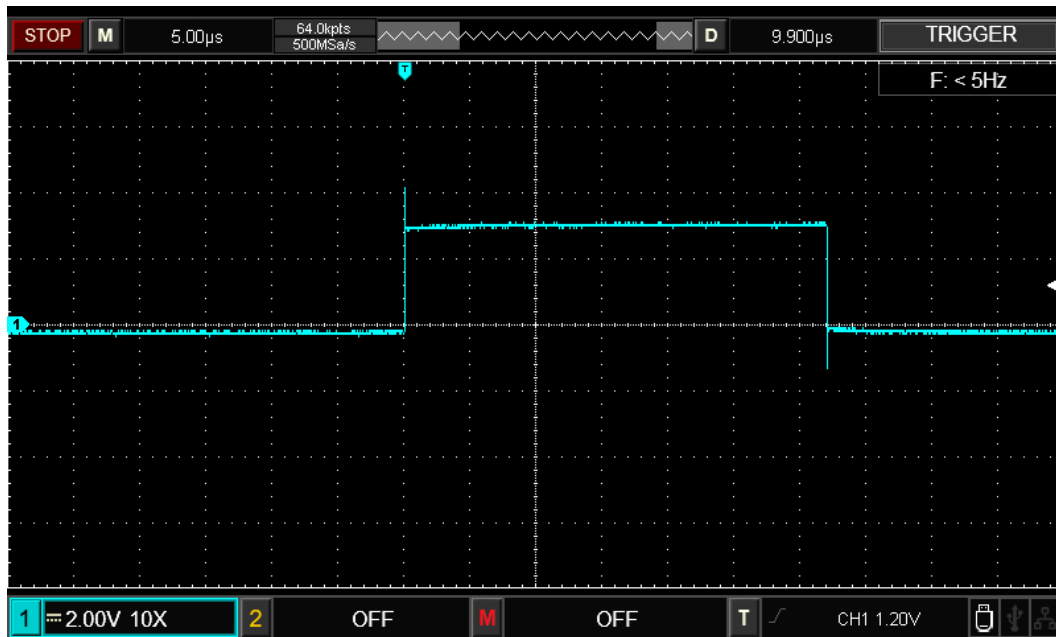 STOP M 5.00μs 64.0kpts D 9.900μs TRIGGER
500MSa/s
F: < 5Hz
T
1
1 2.00V 10X 2 OFF M OFF T CH1 1.20V